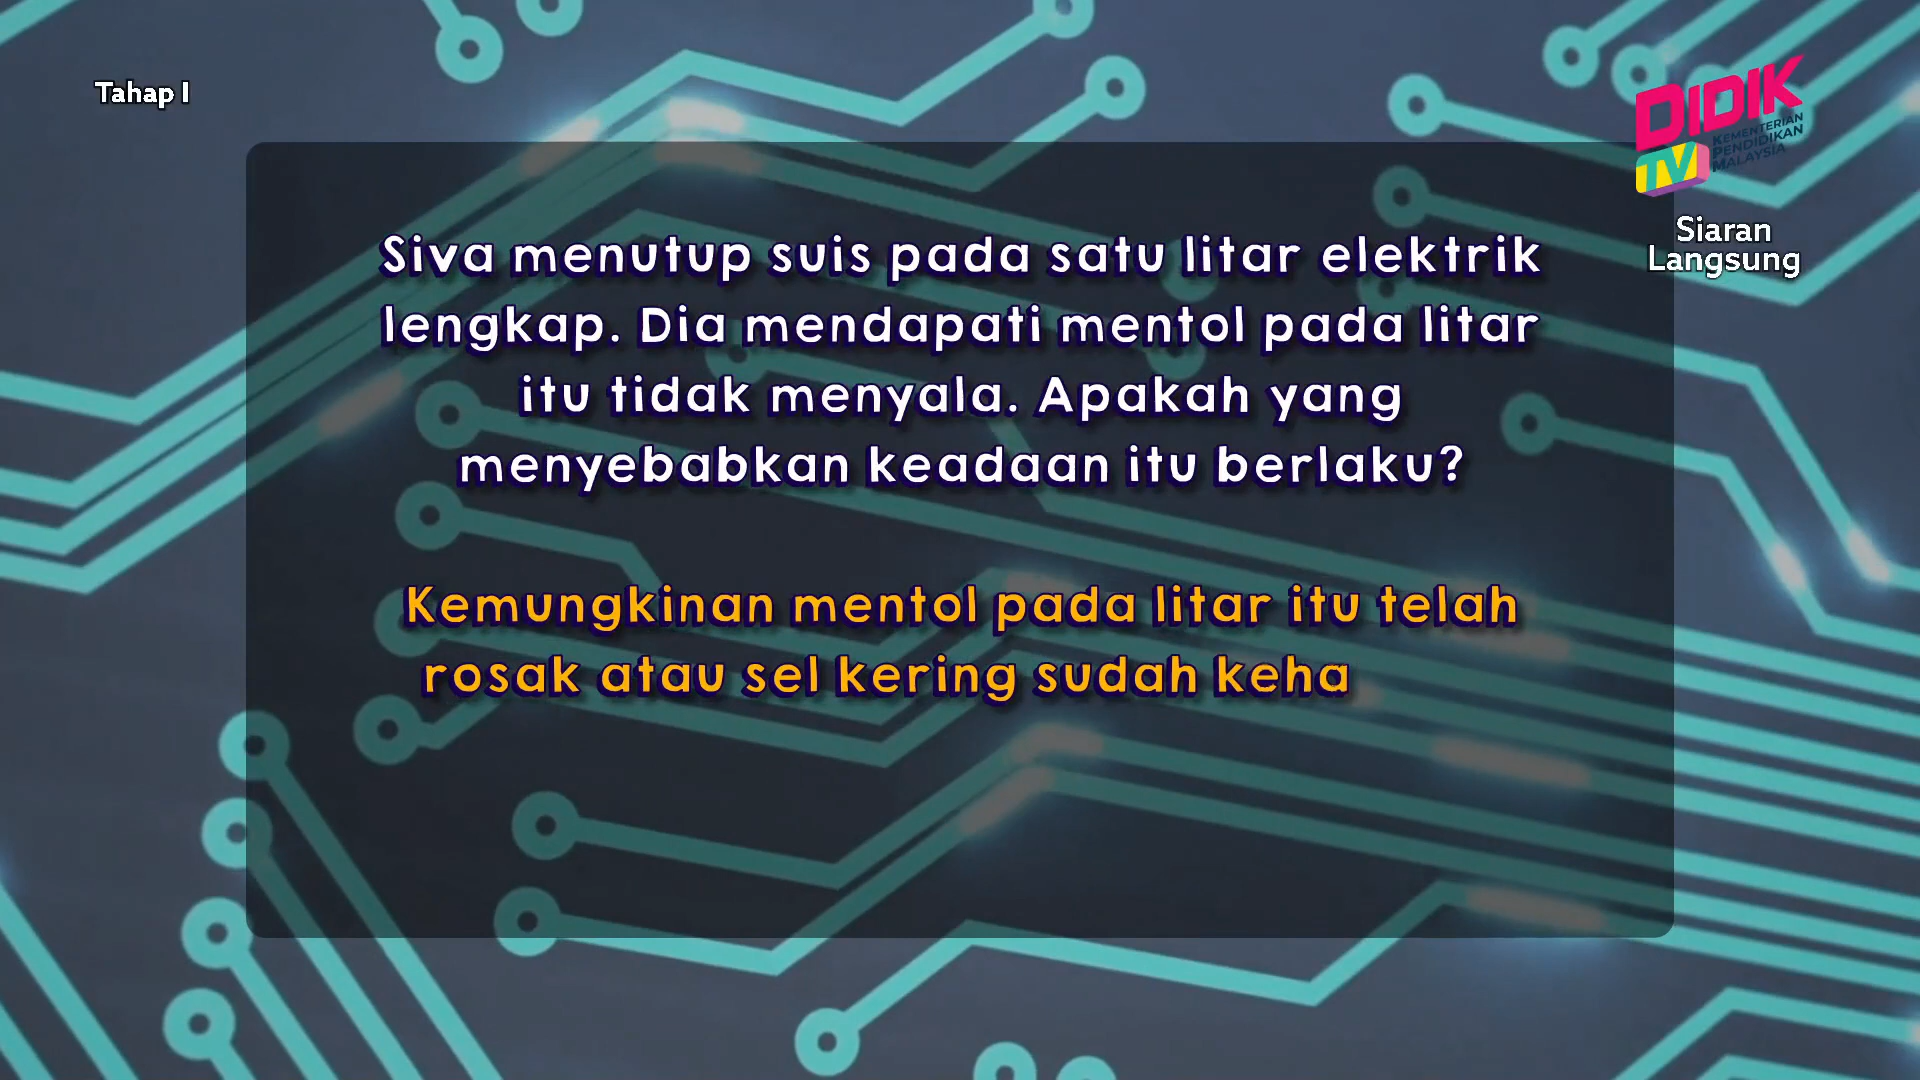 Tahap 1
DIDIK
TV
KEMENTERIAN
PENDIDIKAN
MALAYSIA
Siaran
Langsung
Siva menutup suis pada satu litar elektrik
lengkap. Dia mendapati mentol pada litar
itu tidak menyala. Apakah yang
menyebabkan keadaan itu berlaku?
Kemungkinan mentol pada litar itu telah
rosak atau sel kering sudah keha